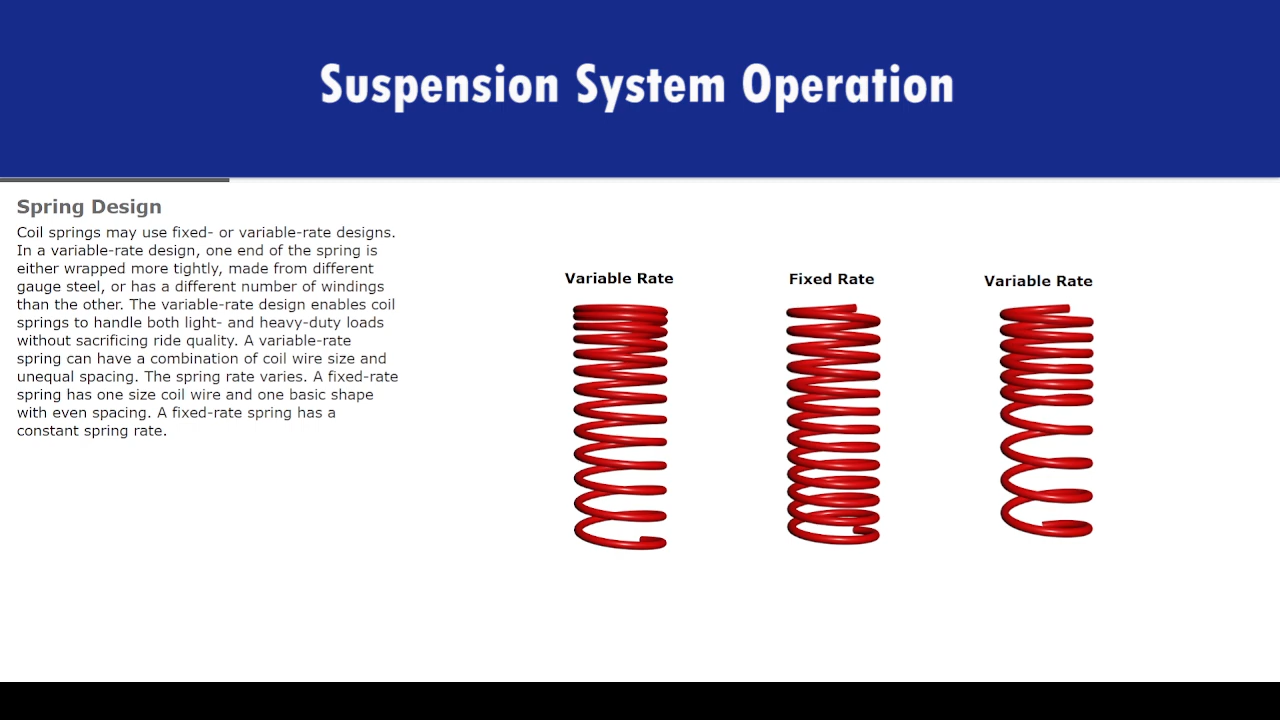 Suspension System Operation
Spring Design
Coil springs may use fixed- or variable-rate designs.
In a variable-rate design, one end of the spring is
either wrapped more tightly, made from different
gauge steel, or has a different number of windings
than the other. The variable-rate design enables coil
springs to handle both light- and heavy-duty loads
without sacrificing ride quality. A variable-rate
spring can have a combination of coil wire size and
unequal spacing. The spring rate varies. A fixed-rate
spring has one size coil wire and one basic shape
with even spacing. A fixed-rate spring has a
constant spring rate.
Variable Rate
Fixed Rate
Variable Rate